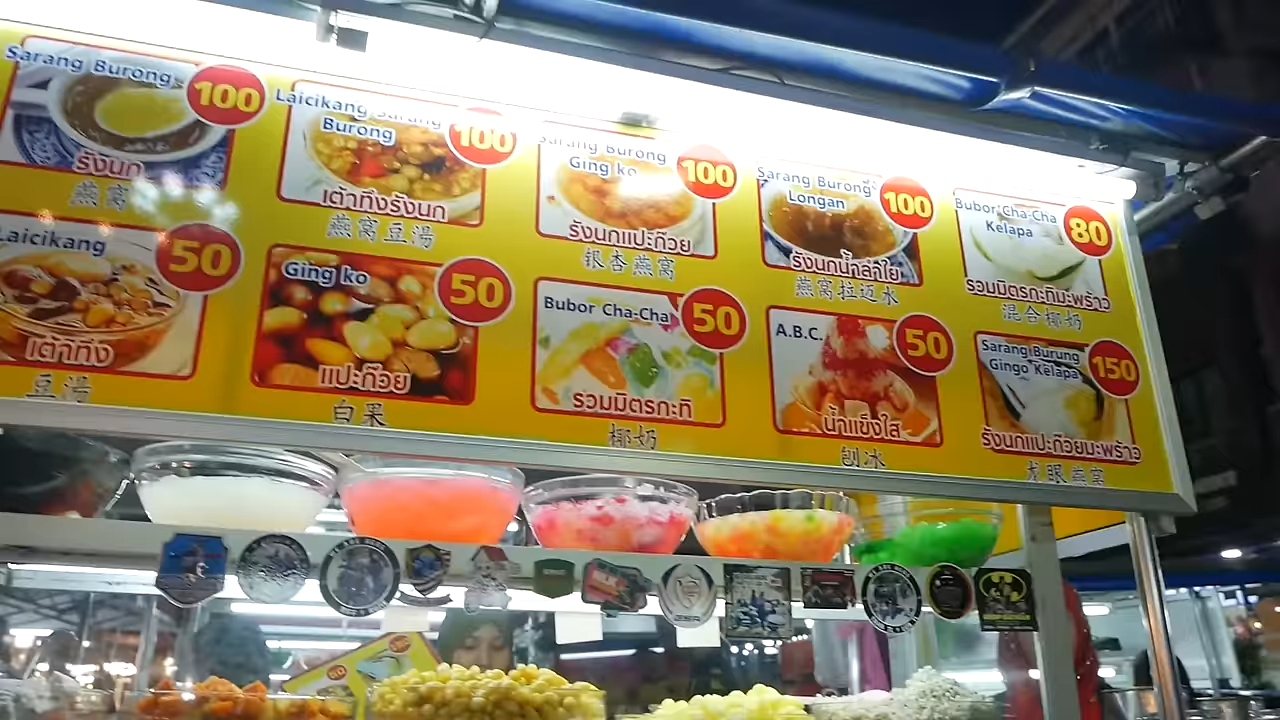 Sarang Burong
100
รังนก
燕窝
Laicikang Sarang
Burong
100
เต้าทึงรังนก
燕窝豆湯
Sarang Burong
Ging ko
100
รังนกแปะก๊วย
银杏燕窝
Sarang Burong
Longan
100
รังนกน้ำลำใย
燕窝拉迈水
Bubor Cha-Cha
Kelapa
80
รวมมิตรกะทิมะพร้าว
混合椰奶
Laicikang
50
เต้าทึง
豆湯
Ging ko
50
แปะก๊วย
白果
Bubor Cha-Cha
50
รวมมิตรกะทิ
椰奶
A.B.C.
50
น้ำแข็งใส
刨冰
Sarang Burung
Gingo Kelapa
150
รังนกแปะก๊วยมะพร้าว
龙眼燕窝